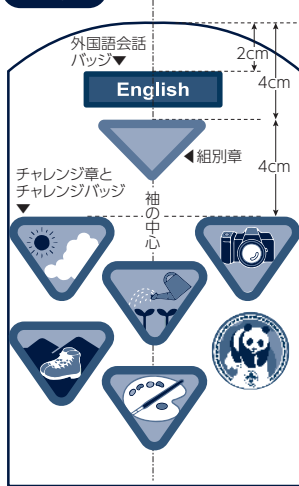 外国語会話
バッジ▼
2cm
4cm
English
◀組別章
4cm
チャレンジ章と
チャレンジバッジ
▼
袖の中心